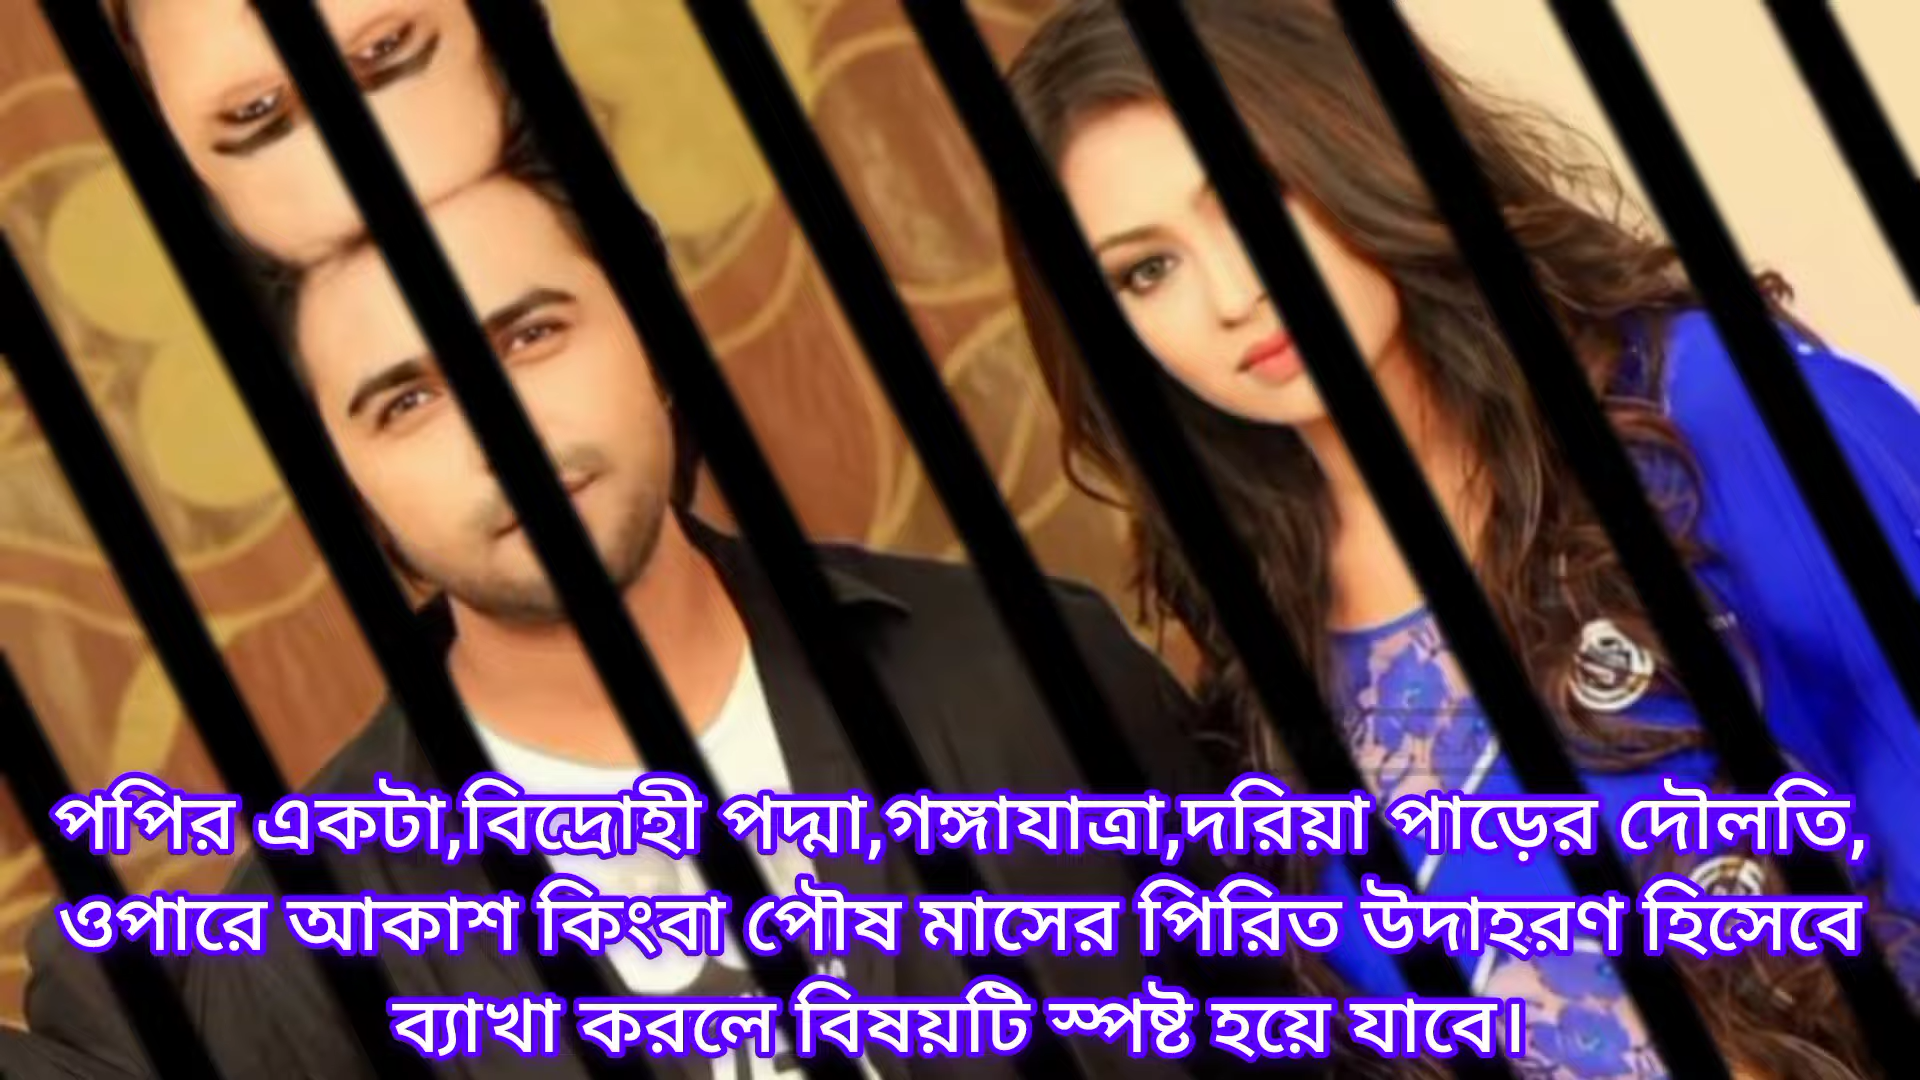 পপির একটা,বিদ্রোহী পদ্মা,গঙ্গাযাত্রা,দরিয়া পাড়ের দৌলতি,
ওপারে আকাশ কিংবা পৌষ মাসের পিরিত উদাহরণ হিসেবে
ব্যাখা করলে বিষয়টি স্পষ্ট হয়ে যাবে।